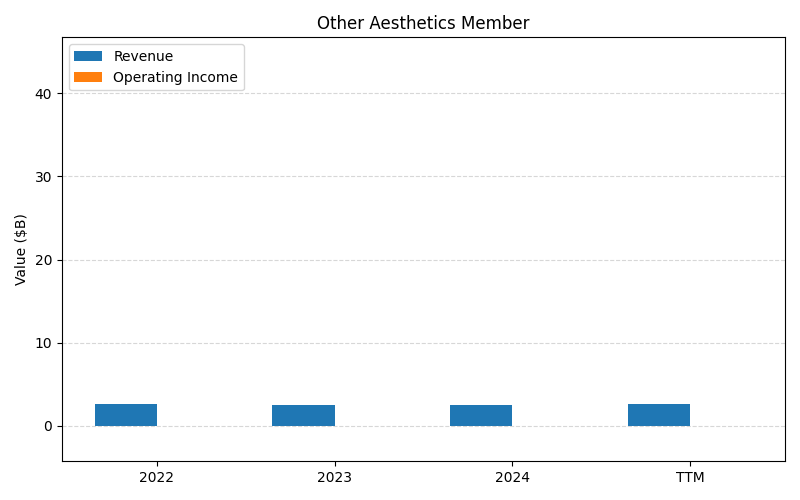 Other Aesthetics Member
Revenue
Operating Income
Value ($B)
40
30
20
10
0
2022
2023
2024
TTM